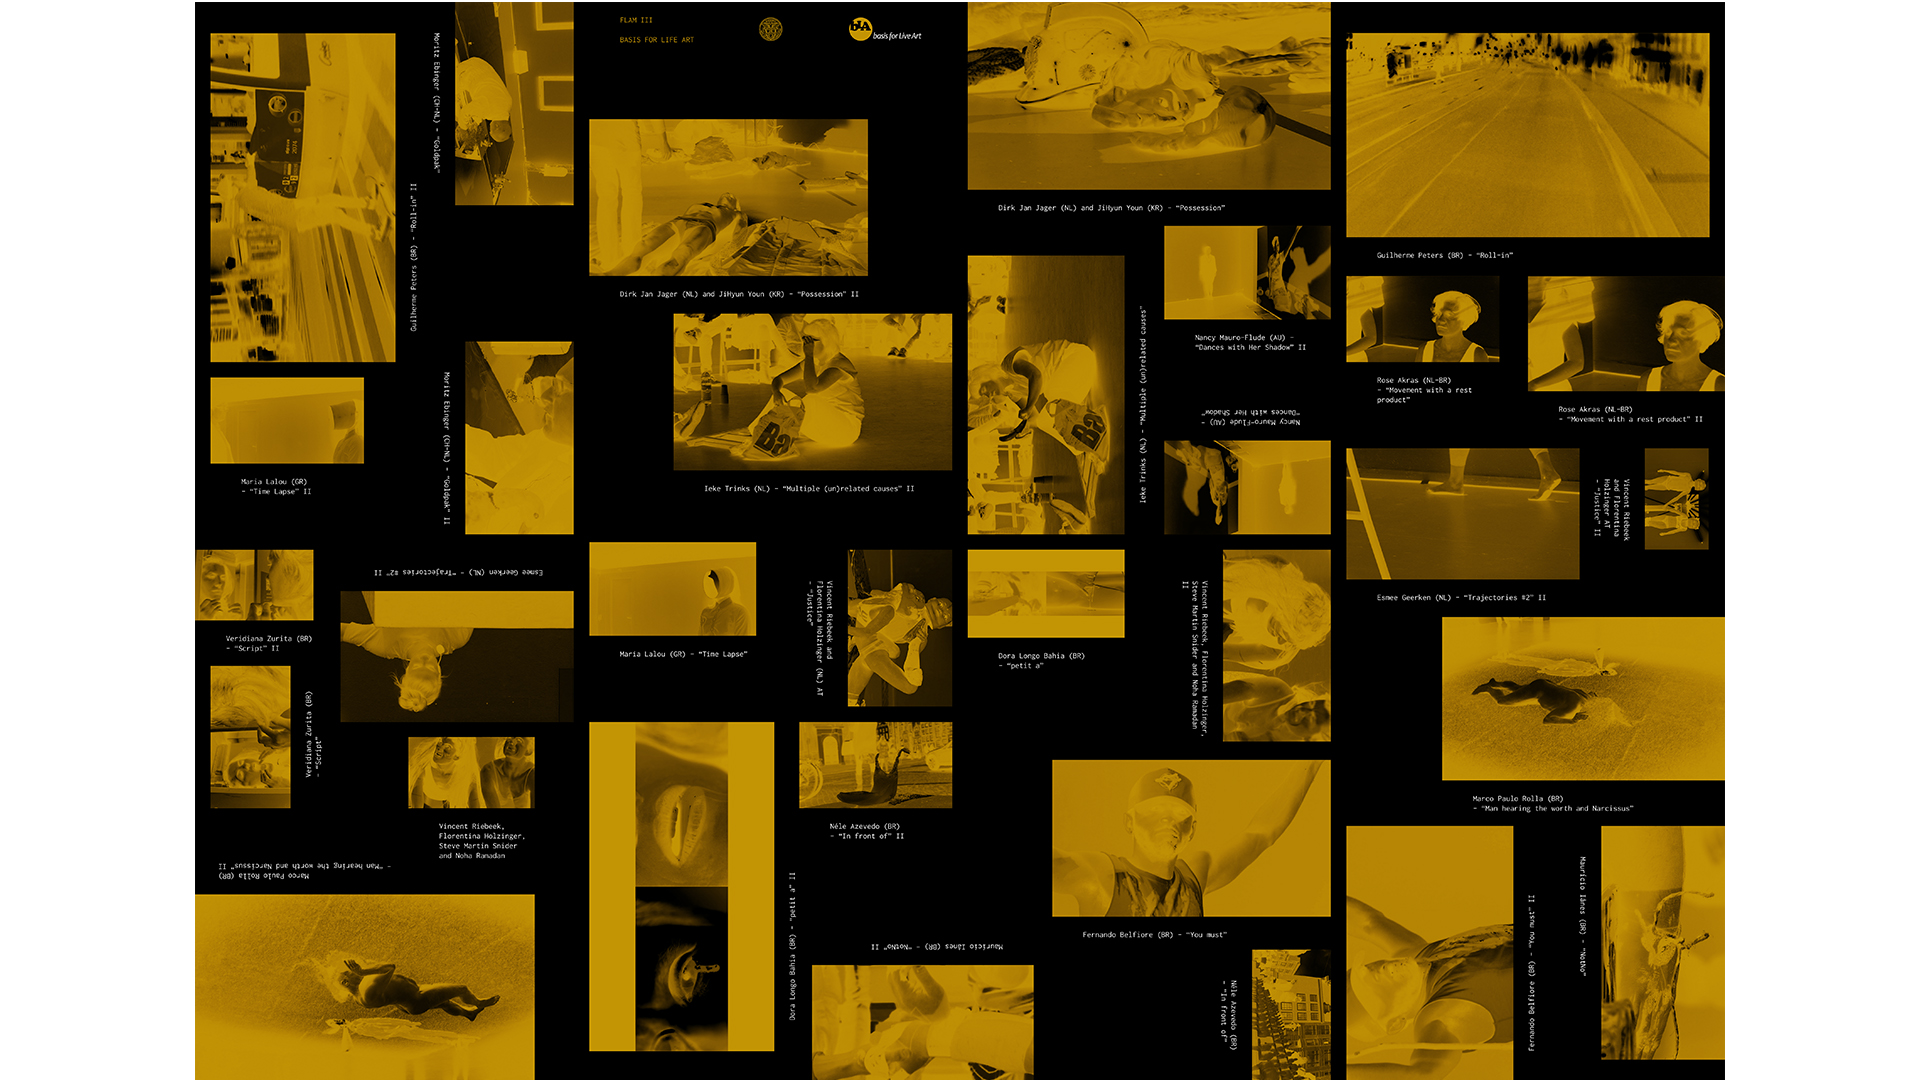 FLAM III
BASIS FOR LIFE ART
bLA
basis for Live Art
Moritz Ebinger (CH-NL) - "Goldpak"
Guilherme Peters (BR) - "Roll-in" II
Dirk Jan Jager (NL) and JiHyun Youn (KR) - "Possession"
Guilherme Peters (BR) - "Roll-in"
Dirk Jan Jager (NL) and JiHyun Youn (KR) - "Possession" II
Nancy Mauro-Flude (AU) -
"Dances with Her Shadow" II
Ieke Trinks (NL) - "Multiple (un)related causes"
Rose Akras (NL-BR)
- "Movement with a rest
product"
Rose Akras (NL-BR)
- "Movement with a rest product" II
Moritz Ebinger (CH-NL) - "Goldpak" II
Nancy Mauro-Flude (AU) -
"Dances with Her Shadow"
Maria Lalou (GR)
- "Time Lapse" II
Ba
Ba
Ieke Trinks (NL) - "Multiple (un)related causes" II
Vincent Riebeek
and Florentina
Holzinger AT
- "Justice" II
Esmee Geerken (NL) - "Trajectories #2" II
Esmee Geerken (NL) - "Trajectories #2" II
Veridiana Zurita (BR)
- "Script" II
Maria Lalou (GR) - "Time Lapse"
Vincent Riebeek and
Florentina Holzinger (NL) AT
- "Justice"
Dora Longo Bahia (BR)
- "petit a"
Vincent Riebeek, Florentina Holzinger,
Steve Martin Snider and Noha Ramadan
II
Veridiana Zurita (BR)
- "Script"
Marco Paulo Rolla (BR)
- "Man hearing the worth and Narcissus"
Vincent Riebeek,
Florentina Holzinger,
Steve Martin Snider
and Noha Ramadan
Néle Azevedo (BR)
- "In front of" II
Marco Paulo Rolla (BR)
- "Man hearing the worth and Narcissus" II
Dora Longo Bahia (BR) - "petit a" II
Fernando Belfiore (BR) - "You must"
Maurício Iânes (BR) - "NotNo" II
Néle Azevedo (BR)
- "In front of"
Fernando Belfiore (BR) - "You must" II
Maurício Iânes (BR) - "NotNo"